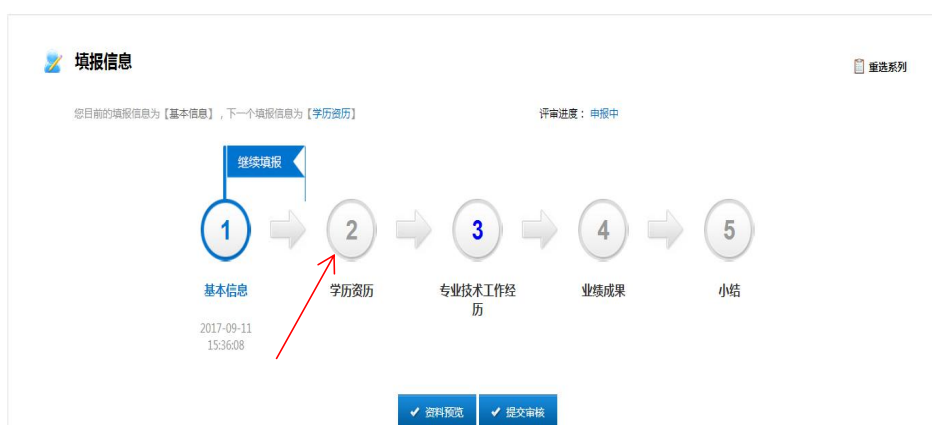 填报信息
重选系列
您目前的填报信息为【基本信息】，下一个填报信息为【学历资历】
评审进度：申报中
继续填报
1
2
3
4
5
基本信息
学历资历
专业技术工作经
历
业绩成果
小结
2017-09-11
15:36:08
资料预览
提交审核